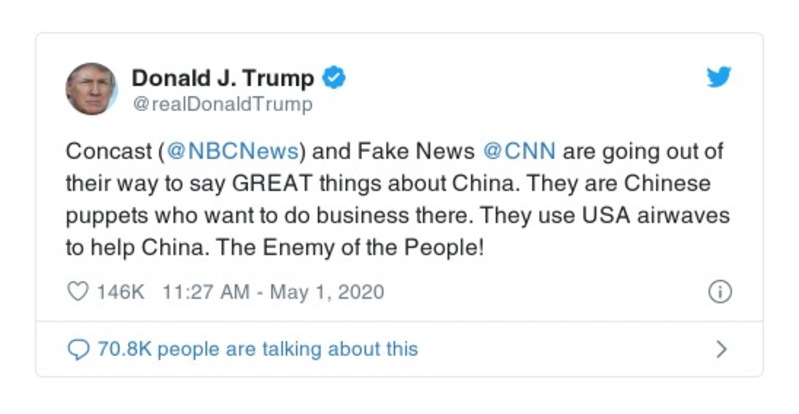 Donald J. Trump
@realDonaldTrump
Concast (@NBCNews) and Fake News @CNN are going out of
their way to say GREAT things about China. They are Chinese
puppets who want to do business there. They use USA airwaves
to help China. The Enemy of the People!
146K 11:27 AM - May 1, 2020
70.8K people are talking about this